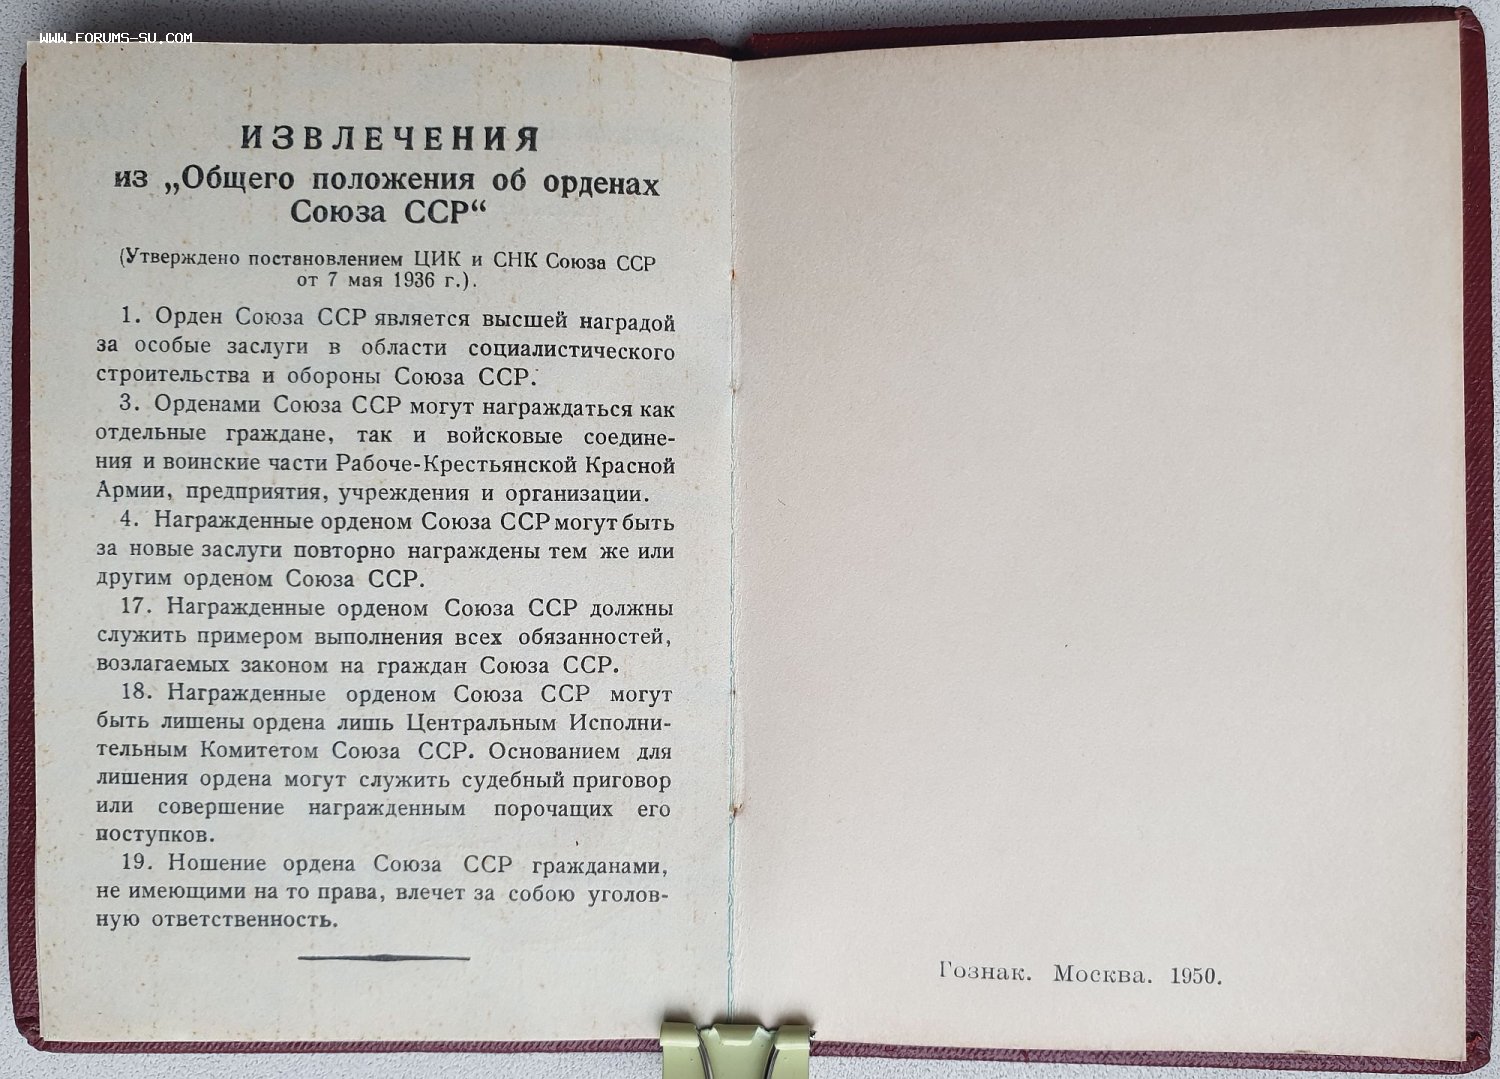 www.forums-su.com
ИЗВЛЕЧЕНИЯ
из „Общего положения об орденах
Союза ССР“
(Утверждено постановлением ЦИК и СНК Союза ССР
от 7 мая 1936 г.).
1. Орден Союза ССР является высшей наградой
за особые заслуги в области социалистического
строительства и обороны Союза ССР.
3. Орденами Союза ССР могут награждаться как
отдельные граждане, так и войсковые соедине-
ния и воинские части Рабоче-Крестьянской Красной
Армии, предприятия, учреждения и организации.
4. Награжденные орденом Союза ССР могут быть
за новые заслуги повторно награждены тем же или
другим орденом Союза ССР.
17. Награжденные орденом Союза ССР должны
служить примером выполнения всех обязанностей,
возлагаемых законом на граждан Союза ССР.
18. Награжденные орденом Союза ССР могут
быть лишены ордена лишь Центральным Исполни-
тельным Комитетом Союза ССР. Основанием для
лишения ордена могут служить судебный приговор
или совершение награжденным порочащих его
поступков.
19. Ношение ордена Союза ССР гражданами,
не имеющими на то права, влечет за собою уголов-
ную ответственность.
Гознак. Москва. 1950.